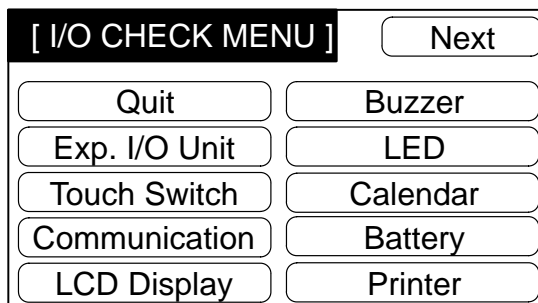 [ I/O CHECK MENU ] Next
Quit Buzzer
Exp. I/O Unit LED
Touch Switch Calendar
Communication Battery
LCD Display Printer